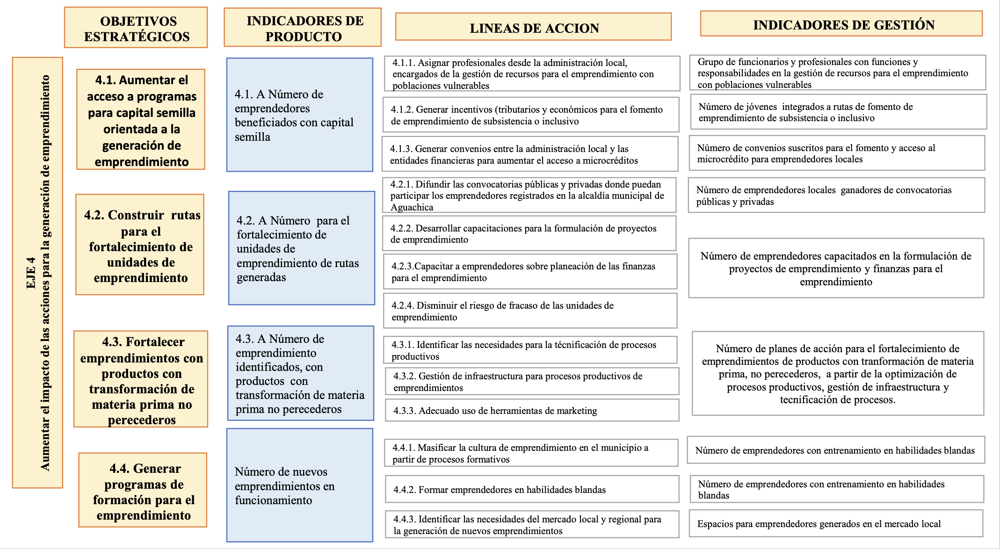 OBJETIVOS
ESTRATÉGICOS
INDICADORES DE
PRODUCTO
LINEAS DE ACCION
INDICADORES DE GESTIÓN
EJE 4
Aumentar el impacto de las acciones para la generación de emprendimiento
4.1. Aumentar el
acceso a programas
para capital semilla
orientada a la
generación de
emprendimiento
4.1. A Número de
emprendedores
beneficiados con capital
semilla
4.1.1. Asignar profesionales desde la administración local,
encargados de la gestión de recursos para el emprendimiento con
poblaciones vulnerables
Grupo de funcionarios y profesionales con funciones y
responsabilidades en la gestión de recursos para el emprendimiento
con poblaciones vulnerables
4.1.2. Generar incentivos (tributarios y económicos para el fomento
de emprendimiento de subsistencia o inclusivo
Número de jóvenes  integrados a rutas de fomento de
emprendimiento de subsistencia o inclusivo
4.1.3. Generar convenios entre la administración local y las
entidades financieras para aumentar el acceso a microcréditos
Número de convenios suscritos para el fomento y acceso al
microcrédito para emprendedores locales
4.2. Construir  rutas
para el
fortalecimiento de
unidades de
emprendimiento
4.2. A Número  para el
fortalecimiento de
unidades de
emprendimiento de rutas
generadas
4.2.1. Difundir las convocatorias públicas y privadas donde puedan
participar los emprendedores registrados en la alcaldía municipal de
Aguachica
Número de emprendedores locales  ganadores de convocatorias
públicas y privadas
4.2.2. Desarrollar capacitaciones para la formulación de proyectos
de emprendimiento
4.2.3.Capacitar a emprendedores sobre planeación de las finanzas
para el emprendimiento
Número de emprendedores capacitados en la formulación de
proyectos de emprendimiento y finanzas para el
emprendimiento
4.2.4. Disminuir el riesgo de fracaso de las unidades de
emprendimiento
4.3. Fortalecer
emprendimientos con
productos con
transformación de
materia prima no
perecederos
4.3. A Número de
emprendimiento
identificados, con
productos  con
transformación de materia
prima no perecederos
4.3.1. Identificar las necesidades para la técnificación de procesos
productivos
4.3.2. Gestión de infraestructura para procesos productivos de
emprendimientos
4.3.3. Adecuado uso de herramientas de marketing
Número de planes de acción para el fortalecimiento de
emprendimientos de productos con tranformación de materia
prima, no perecederos,  a partir de la optimización de
procesos productivos, gestión de infraestructura y
tecnificación de procesos.
4.4. Generar
programas de
formación para el
emprendimiento
Número de nuevos
emprendimientos en
funcionamiento
4.4.1. Masificar la cultura de emprendimiento en el municipio a
partir de procesos formativos
Número de emprendedores con entrenamiento en habilidades blandas
4.4.2. Formar emprendedores en habilidades blandas
Número de emprendedores con entrenamiento en habilidades
blandas
4.4.3. Identificar las necesidades del mercado local y regional para
la generación de nuevos emprendimientos
Espacios para emprendedores generados en el mercado local